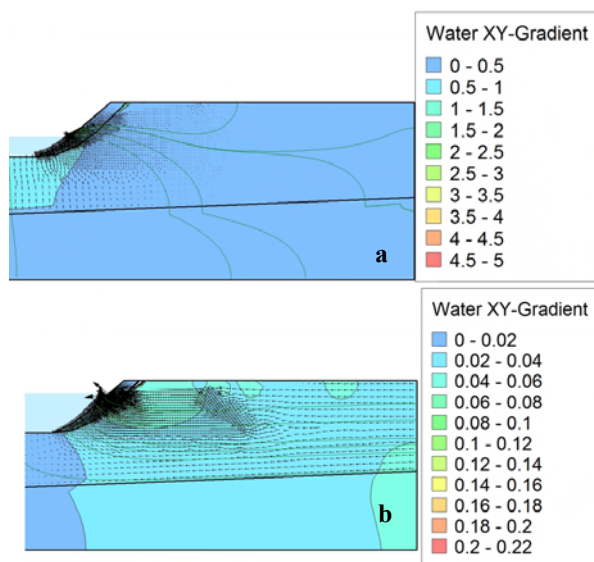 Water XY-Gradient
0 - 0.5
0.5 - 1
1 - 1.5
1.5 - 2
2 - 2.5
2.5 - 3
3 - 3.5
3.5 - 4
4 - 4.5
4.5 - 5
a
Water XY-Gradient
0 - 0.02
0.02 - 0.04
0.04 - 0.06
0.06 - 0.08
0.08 - 0.1
0.1 - 0.12
0.12 - 0.14
0.14 - 0.16
0.16 - 0.18
0.18 - 0.2
0.2 - 0.22
b